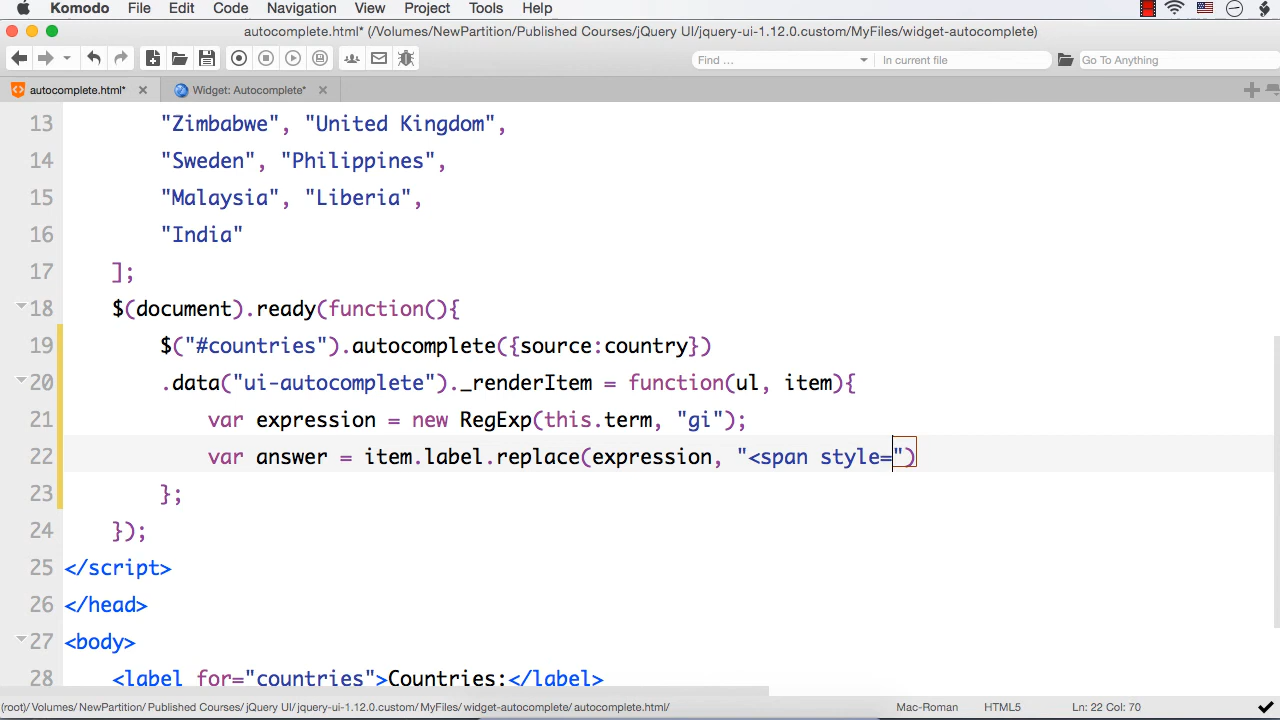 Komodo File Edit Code Navigation View Project Tools Help
autocomplete.html* (/Volumes/NewPartition/Published Courses/jQuery UI/jquery-ui-1.12.0.custom/MyFiles/widget-autocomplete)
Find ... In current file Go To Anything
autocomplete.html* Widget: Autocomplete*
13 "Zimbabwe", "United Kingdom",
14 "Sweden", "Philippines",
15 "Malaysia", "Liberia",
16 "India"
17 ];
18 $(document).ready(function(){
19 $("#countries").autocomplete({source:country})
20 .data("ui-autocomplete")._renderItem = function(ul, item){
21 var expression = new RegExp(this.term, "gi");
22 var answer = item.label.replace(expression, "<span style=")
23 };
24 });
25 </script>
26 </head>
27 <body>
28 <label for="countries">Countries:</label>
(root)/Volumes/NewPartition/Published Courses/jQuery UI/jquery-ui-1.12.0.custom/MyFiles/widget-autocomplete/autocomplete.html/ Mac-Roman HTML5 Ln: 22 Col: 70